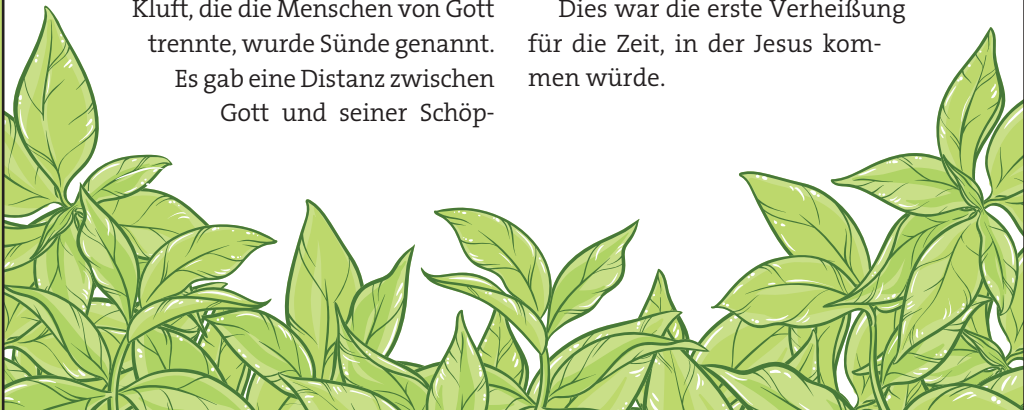 Kluft, die die Menschen von Gott
trennte, wurde Sünde genannt.
Es gab eine Distanz zwischen
Gott und seiner Schöp-
Dies war die erste Verheißung
für die Zeit, in der Jesus kom-
men würde.